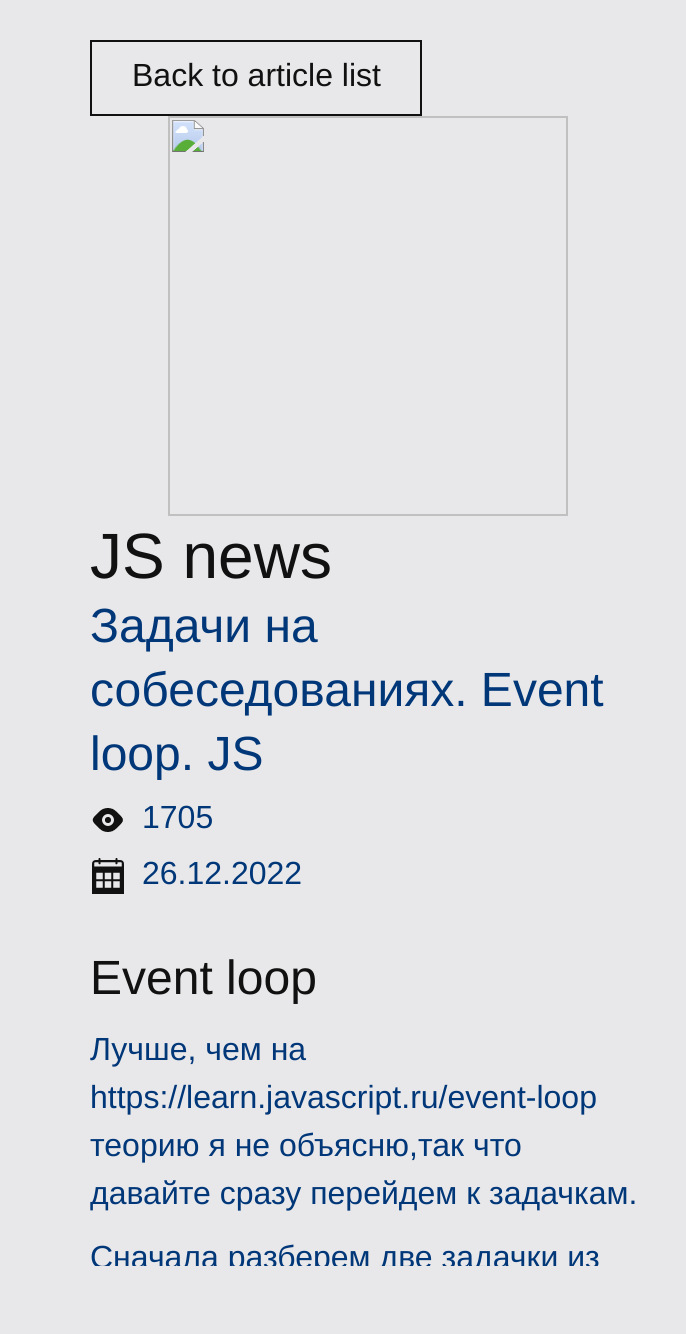 Back to article list
JS news
Задачи на
собеседованиях. Event
loop. JS
1705
26.12.2022
Event loop
Лучше, чем на
https://learn.javascript.ru/event-loop
теорию я не объясню,так что
давайте сразу перейдем к задачкам.
Сначала разберем две задачки из